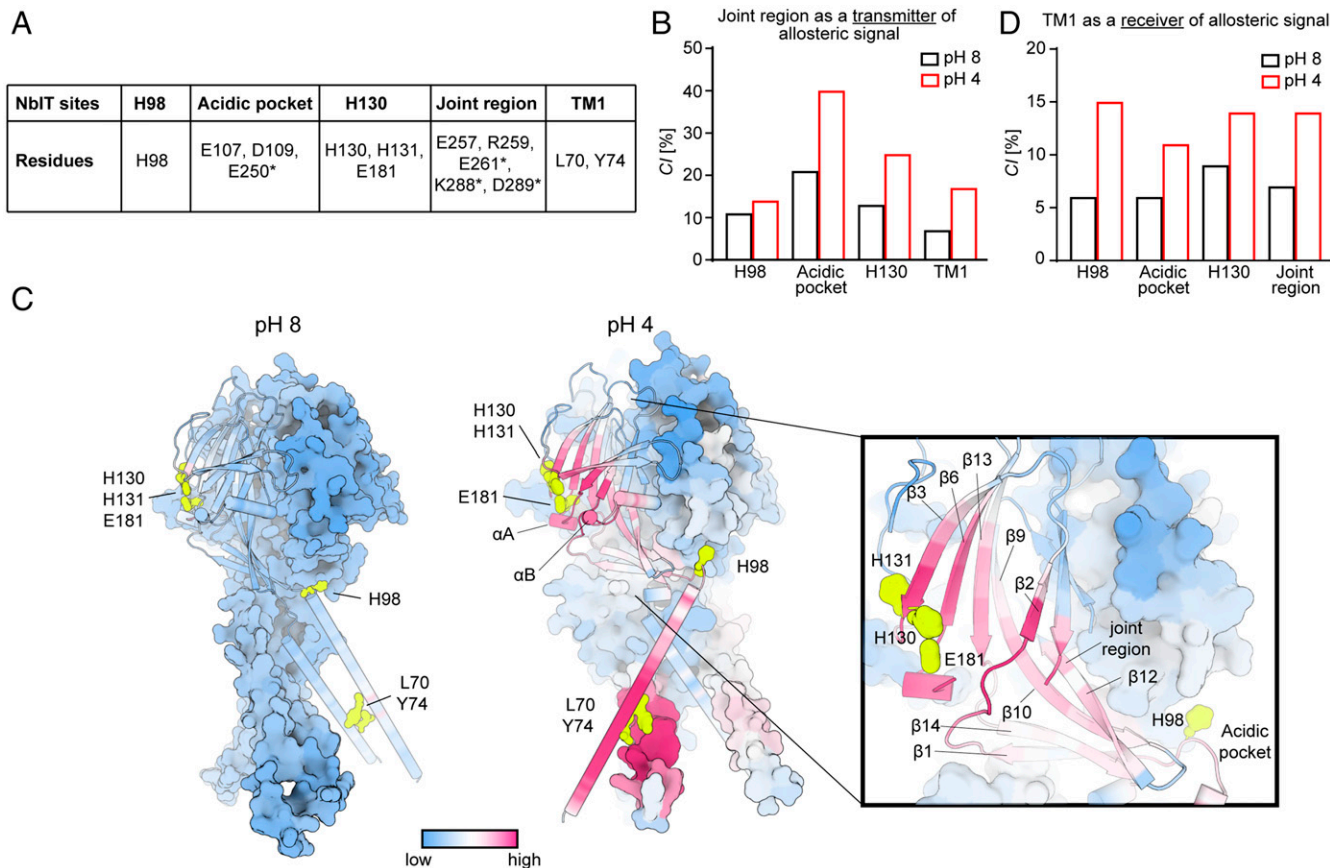 A
NbIT sites H98 Acidic pocket H130 Joint region TM1
Residues H98 E107, D109, E250* H130, H131, E181 E257, R259, E261*, K288*, D289* L70, Y74
B
Joint region as a transmitter of
allosteric signal
50
40
30
20
10
0
CI [%]
pH 8
pH 4
H98
Acidic
pocket
H130
TM1
D
TM1 as a receiver of allosteric signal
20
15
10
5
0
CI [%]
pH 8
pH 4
H98
Acidic
pocket
H130
Joint
region
C
pH 8
H130
H131
E181
H98
L70
Y74
pH 4
H130
H131
E181
αA
αB
H98
L70
Y74
low
high
β13
β6
β3
β9
H131
β2
H130
E181
joint
region
β12
H98
β10
β14
β1
Acidic
pocket